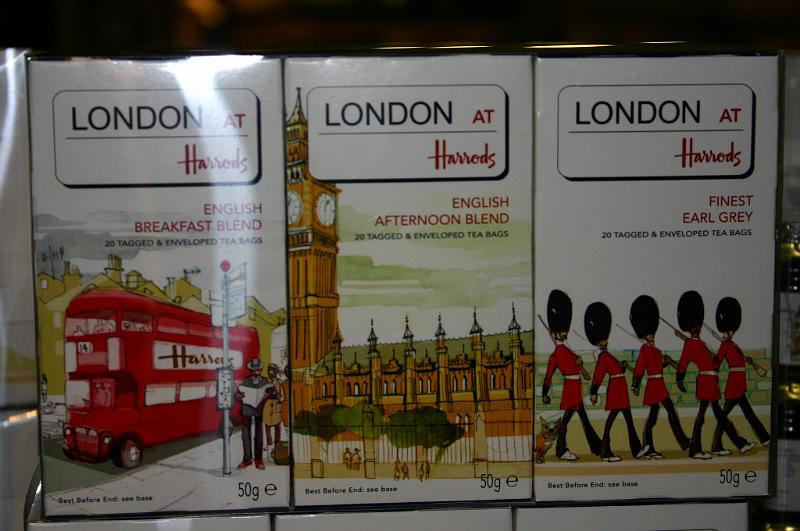 LONDON AT
Harrods
ENGLISH
BREAKFAST BLEND
20 TAGGED & ENVELOPED TEA BAGS
14
Harrods
Best Before End: see base
50g ℮
LONDON AT
Harrods
ENGLISH
AFTERNOON BLEND
20 TAGGED & ENVELOPED TEA BAGS
Best Before End: see base
50g ℮
LONDON AT
Harrods
FINEST
EARL GREY
20 TAGGED & ENVELOPED TEA BAGS
Best Before End: see base
50g ℮